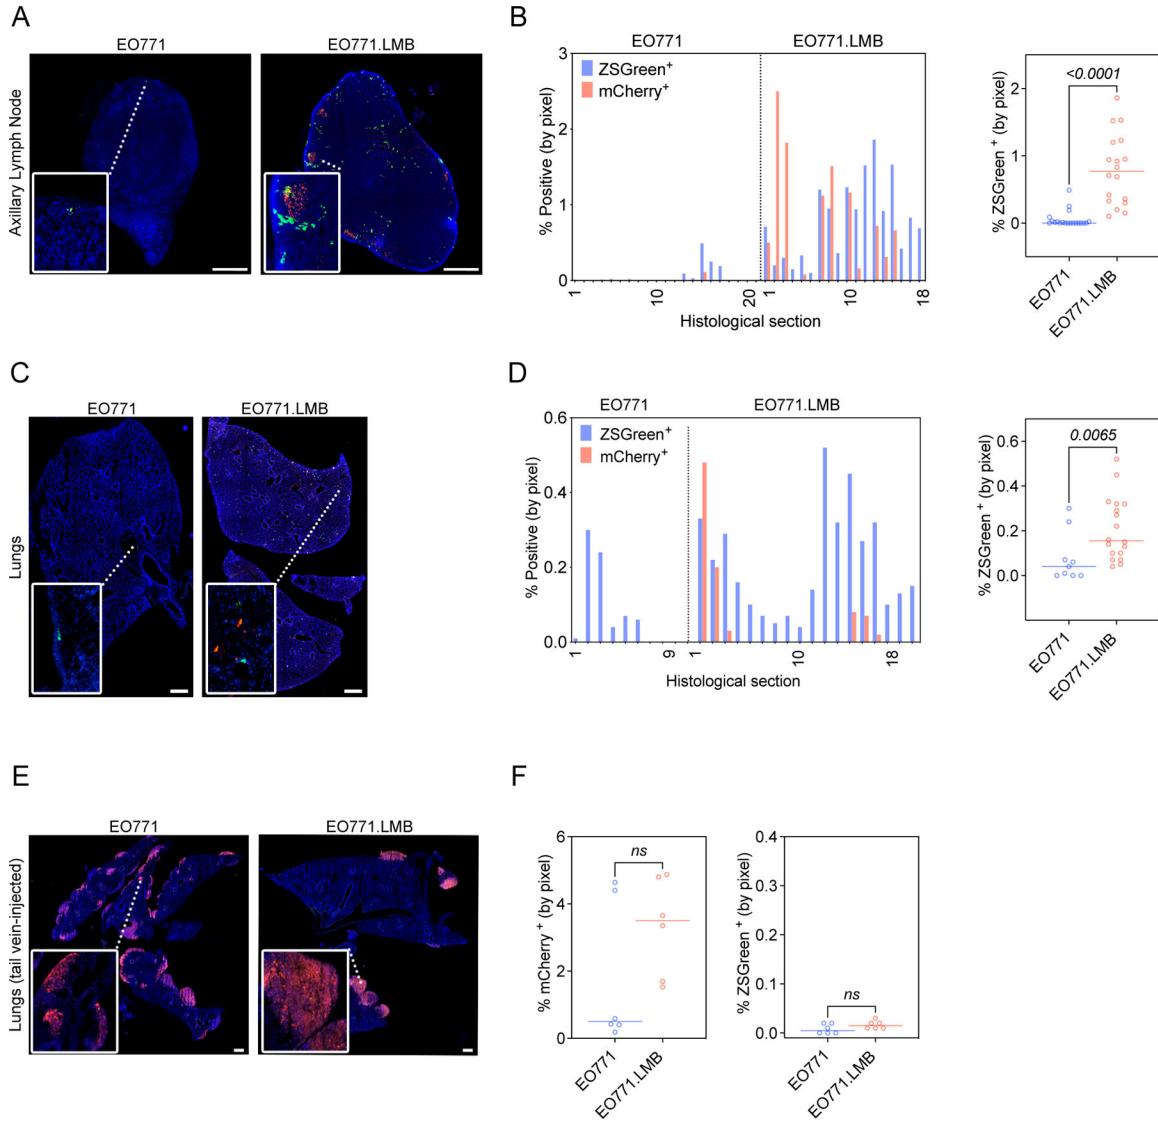 A
EO771
EO771.LMB
Axillary Lymph Node
B
EO771
EO771.LMB
ZSGreen+
mCherry+
% Positive (by pixel)
3
2
1
0
1
10
20
1
10
18
Histological section
% ZSGreen+ (by pixel)
<0.0001
2
1
0
EO771
EO771.LMB
C
EO771
EO771.LMB
Lungs
D
EO771
EO771.LMB
ZSGreen+
mCherry+
% Positive (by pixel)
0.6
0.4
0.2
0.0
1
9
1
10
18
Histological section
% ZSGreen+ (by pixel)
0.0065
0.6
0.4
0.2
0.0
EO771
EO771.LMB
E
EO771
EO771.LMB
Lungs (tail vein-injected)
F
% mCherry+ (by pixel)
ns
6
4
2
0
EO771
EO771.LMB
% ZSGreen+ (by pixel)
ns
0.4
0.3
0.2
0.1
0.0
EO771
EO771.LMB